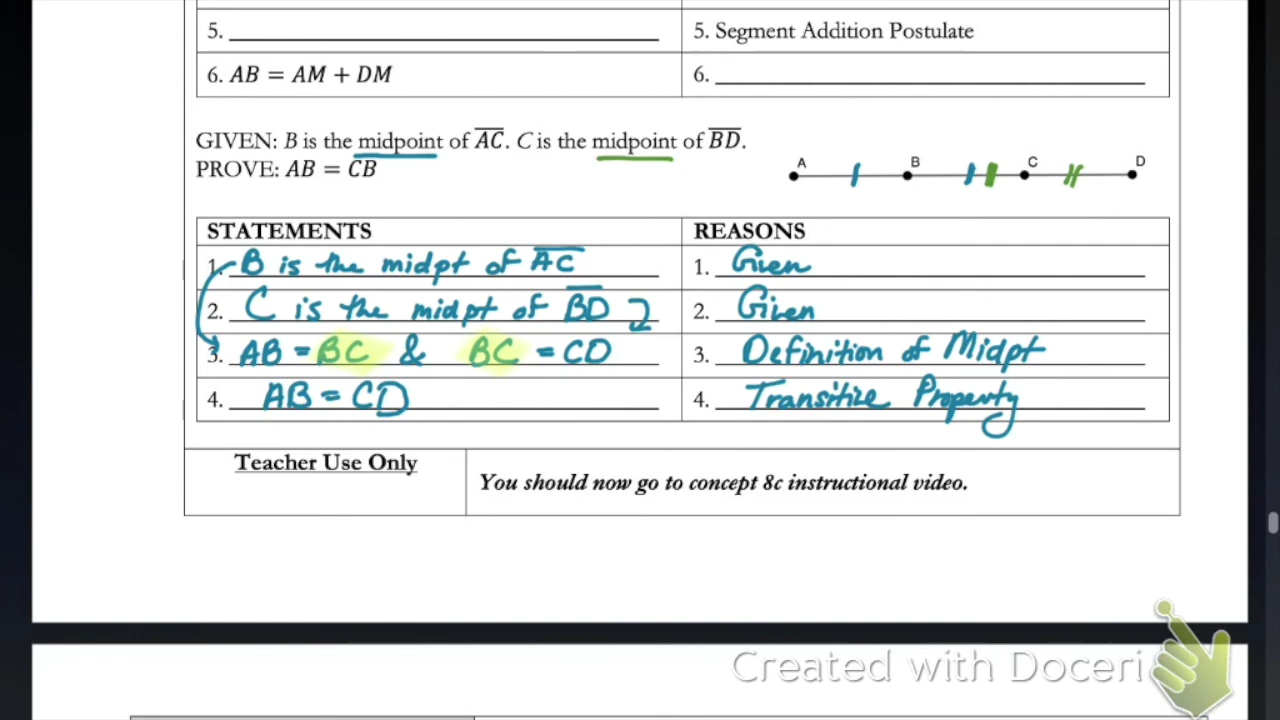 5. 5. Segment Addition Postulate
6. AB = AM + DM 6.
GIVEN: B is the midpoint of AC. C is the midpoint of BD.
PROVE: AB = CB
A B C D
STATEMENTS REASONS
1. B is the midpt of AC 1. Given
2. C is the midpt of BD 2. Given
3. AB = BC & BC = CD 3. Definition of Midpt
4. AB = CD 4. Transitive Property
Teacher Use Only
You should now go to concept 8c instructional video.
Created with Doceri